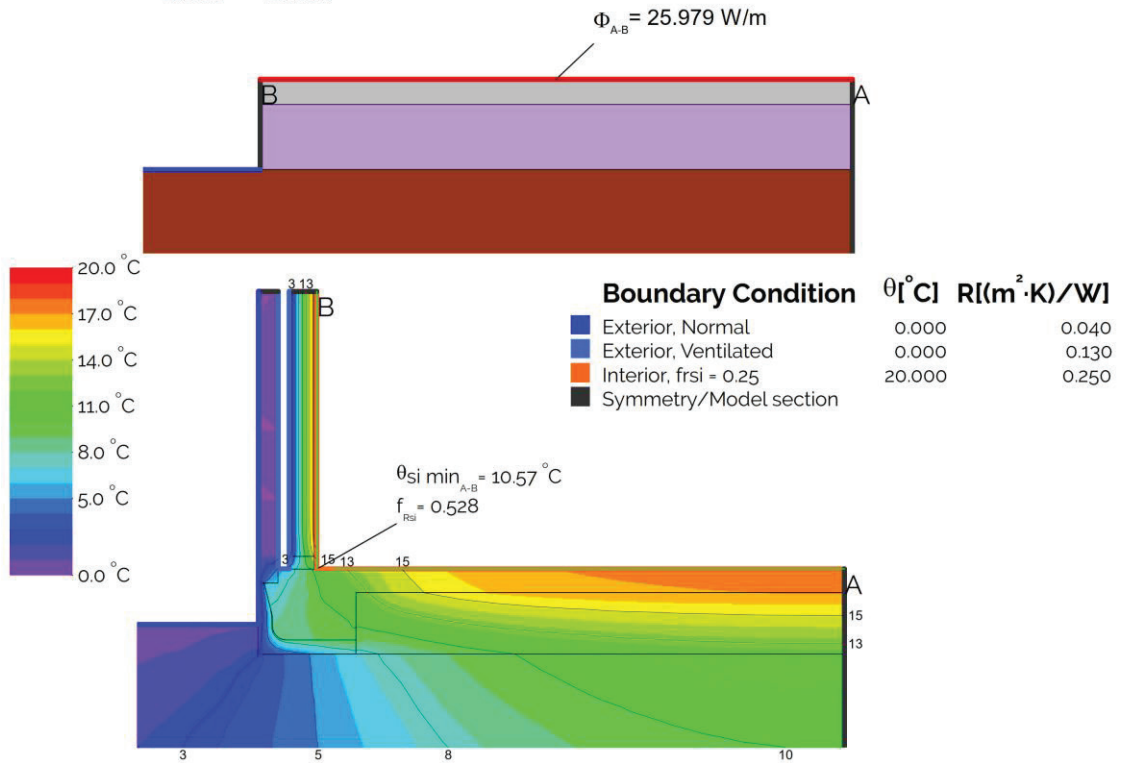 ΦA-B= 25.979 W/m
B
A
20.0 °C
17.0 °C
14.0 °C
11.0 °C
8.0 °C
5.0 °C
0.0 °C
3 13
B
Boundary Condition θ[°C] R[(m²·K)/W]
Exterior, Normal 0.000 0.040
Exterior, Ventilated 0.000 0.130
Interior, frsi = 0.25 20.000 0.250
Symmetry/Model section
θsi minA-B= 10.57 °C
fRsi= 0.528
3 15 13 15
A
15
13
3 5 8 10